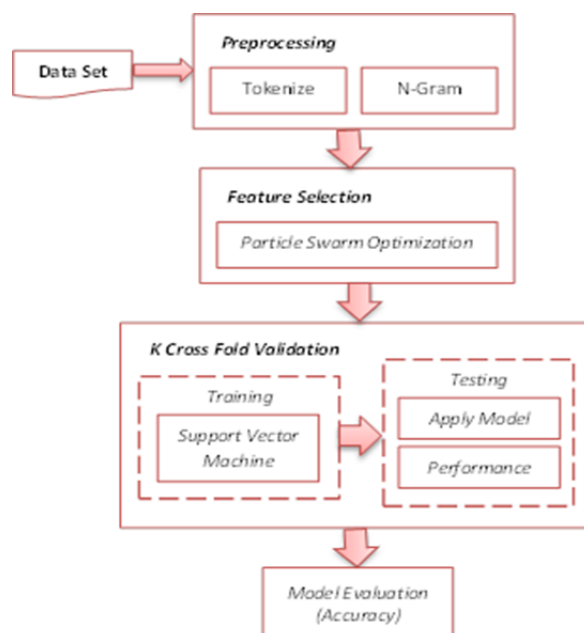 Preprocessing
Data Set
Tokenize
N-Gram
Feature Selection
Particle Swarm Optimization
K Cross Fold Validation
Training
Support Vector
Machine
Testing
Apply Model
Performance
Model Evaluation
(Accuracy)